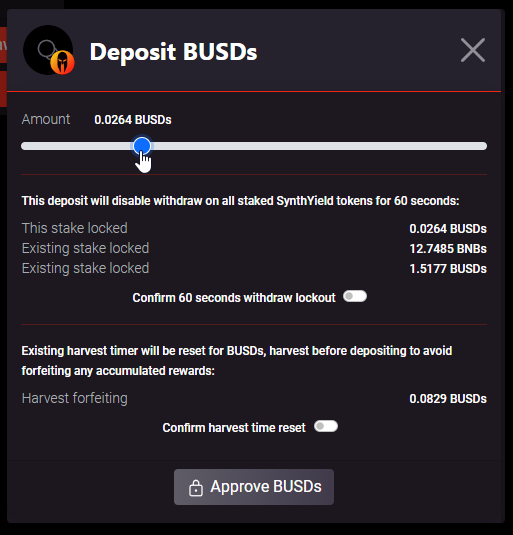 Deposit BUSDs
Amount 0.0264 BUSDs
This deposit will disable withdraw on all staked SynthYield tokens for 60 seconds:
This stake locked 0.0264 BUSDs
Existing stake locked 12.7485 BNBs
Existing stake locked 1.5177 BUSDs
Confirm 60 seconds withdraw lockout
Existing harvest timer will be reset for BUSDs, harvest before depositing to avoid
forfeiting any accumulated rewards:
Harvest forfeiting 0.0829 BUSDs
Confirm harvest time reset
Approve BUSDs